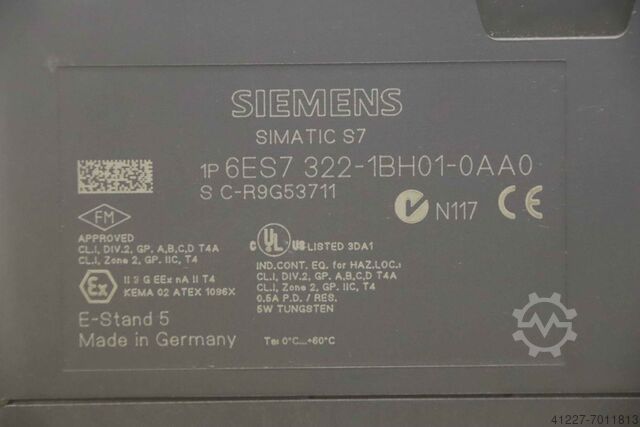 SIEMENS
SIMATIC S7
1P 6ES7 322-1BH01-0AA0
S C-R9G53711
FM
APPROVED
CL.I, DIV.2, GP. A,B,C,D T4A
CL.I, Zone 2, GP. IIC, T4
II 3 G EEx nA II T4
KEMA 02 ATEX 1096X
Ex
E-Stand 5
Made in Germany
C UL US LISTED 3DA1
IND.CONT. EQ. for HAZ.LOC.:
CL.I, DIV.2, GP. A,B,C,D T4A
CL.I, Zone 2, GP. IIC, T4
0.5A P.D. / RES.
5W TUNGSTEN
Ta: 0°C...+60°C
N117
CE
41227-7011813